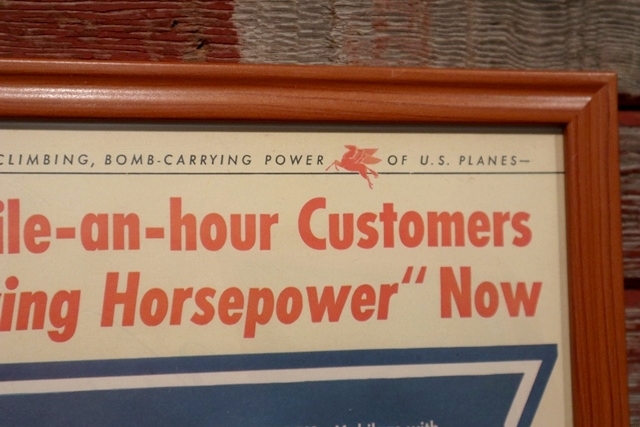 CLIMBING, BOMB-CARRYING POWER OF U.S. PLANES—
ile-an-hour Customers
ing Horsepower" Now